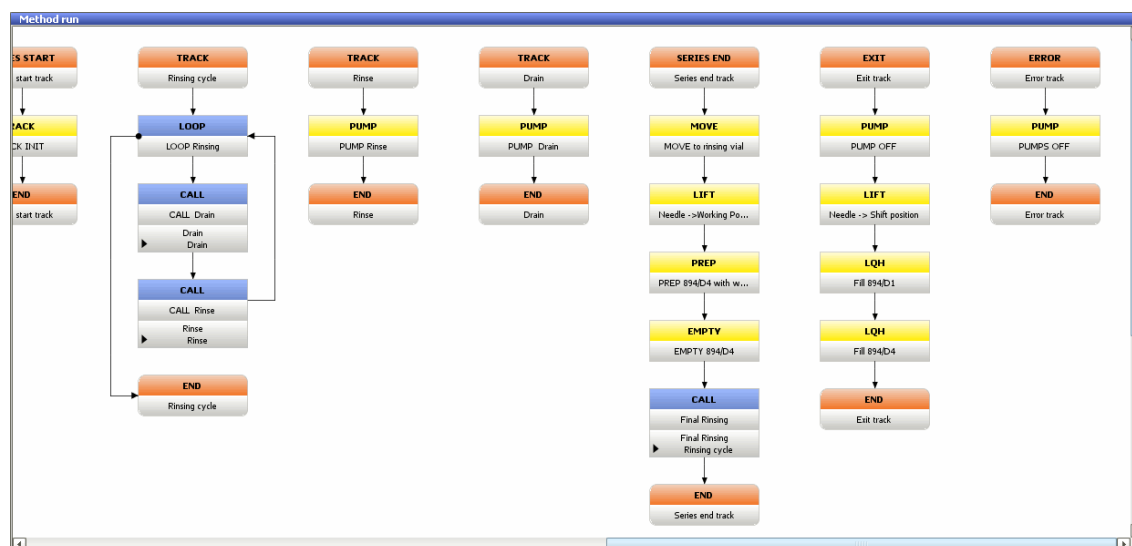 Method run
ES START
start track
RACK
CK INIT
END
start track
TRACK
Rinsing cycle
LOOP
LOOP Rinsing
CALL
CALL Drain
Drain
Drain
CALL
CALL Rinse
Rinse
Rinse
END
Rinsing cycle
TRACK
Rinse
PUMP
PUMP Rinse
END
Rinse
TRACK
Drain
PUMP
PUMP Drain
END
Drain
SERIES END
Series end track
MOVE
MOVE to rinsing vial
LIFT
Needle ->Working Po...
PREP
PREP 894/D4 with w...
EMPTY
EMPTY 894/D4
CALL
Final Rinsing
Final Rinsing
Rinsing cycle
END
Series end track
EXIT
Exit track
PUMP
PUMP OFF
LIFT
Needle -> Shift position
LQH
Fill 894/D1
LQH
Fill 894/D4
END
Exit track
ERROR
Error track
PUMP
PUMPS OFF
END
Error track